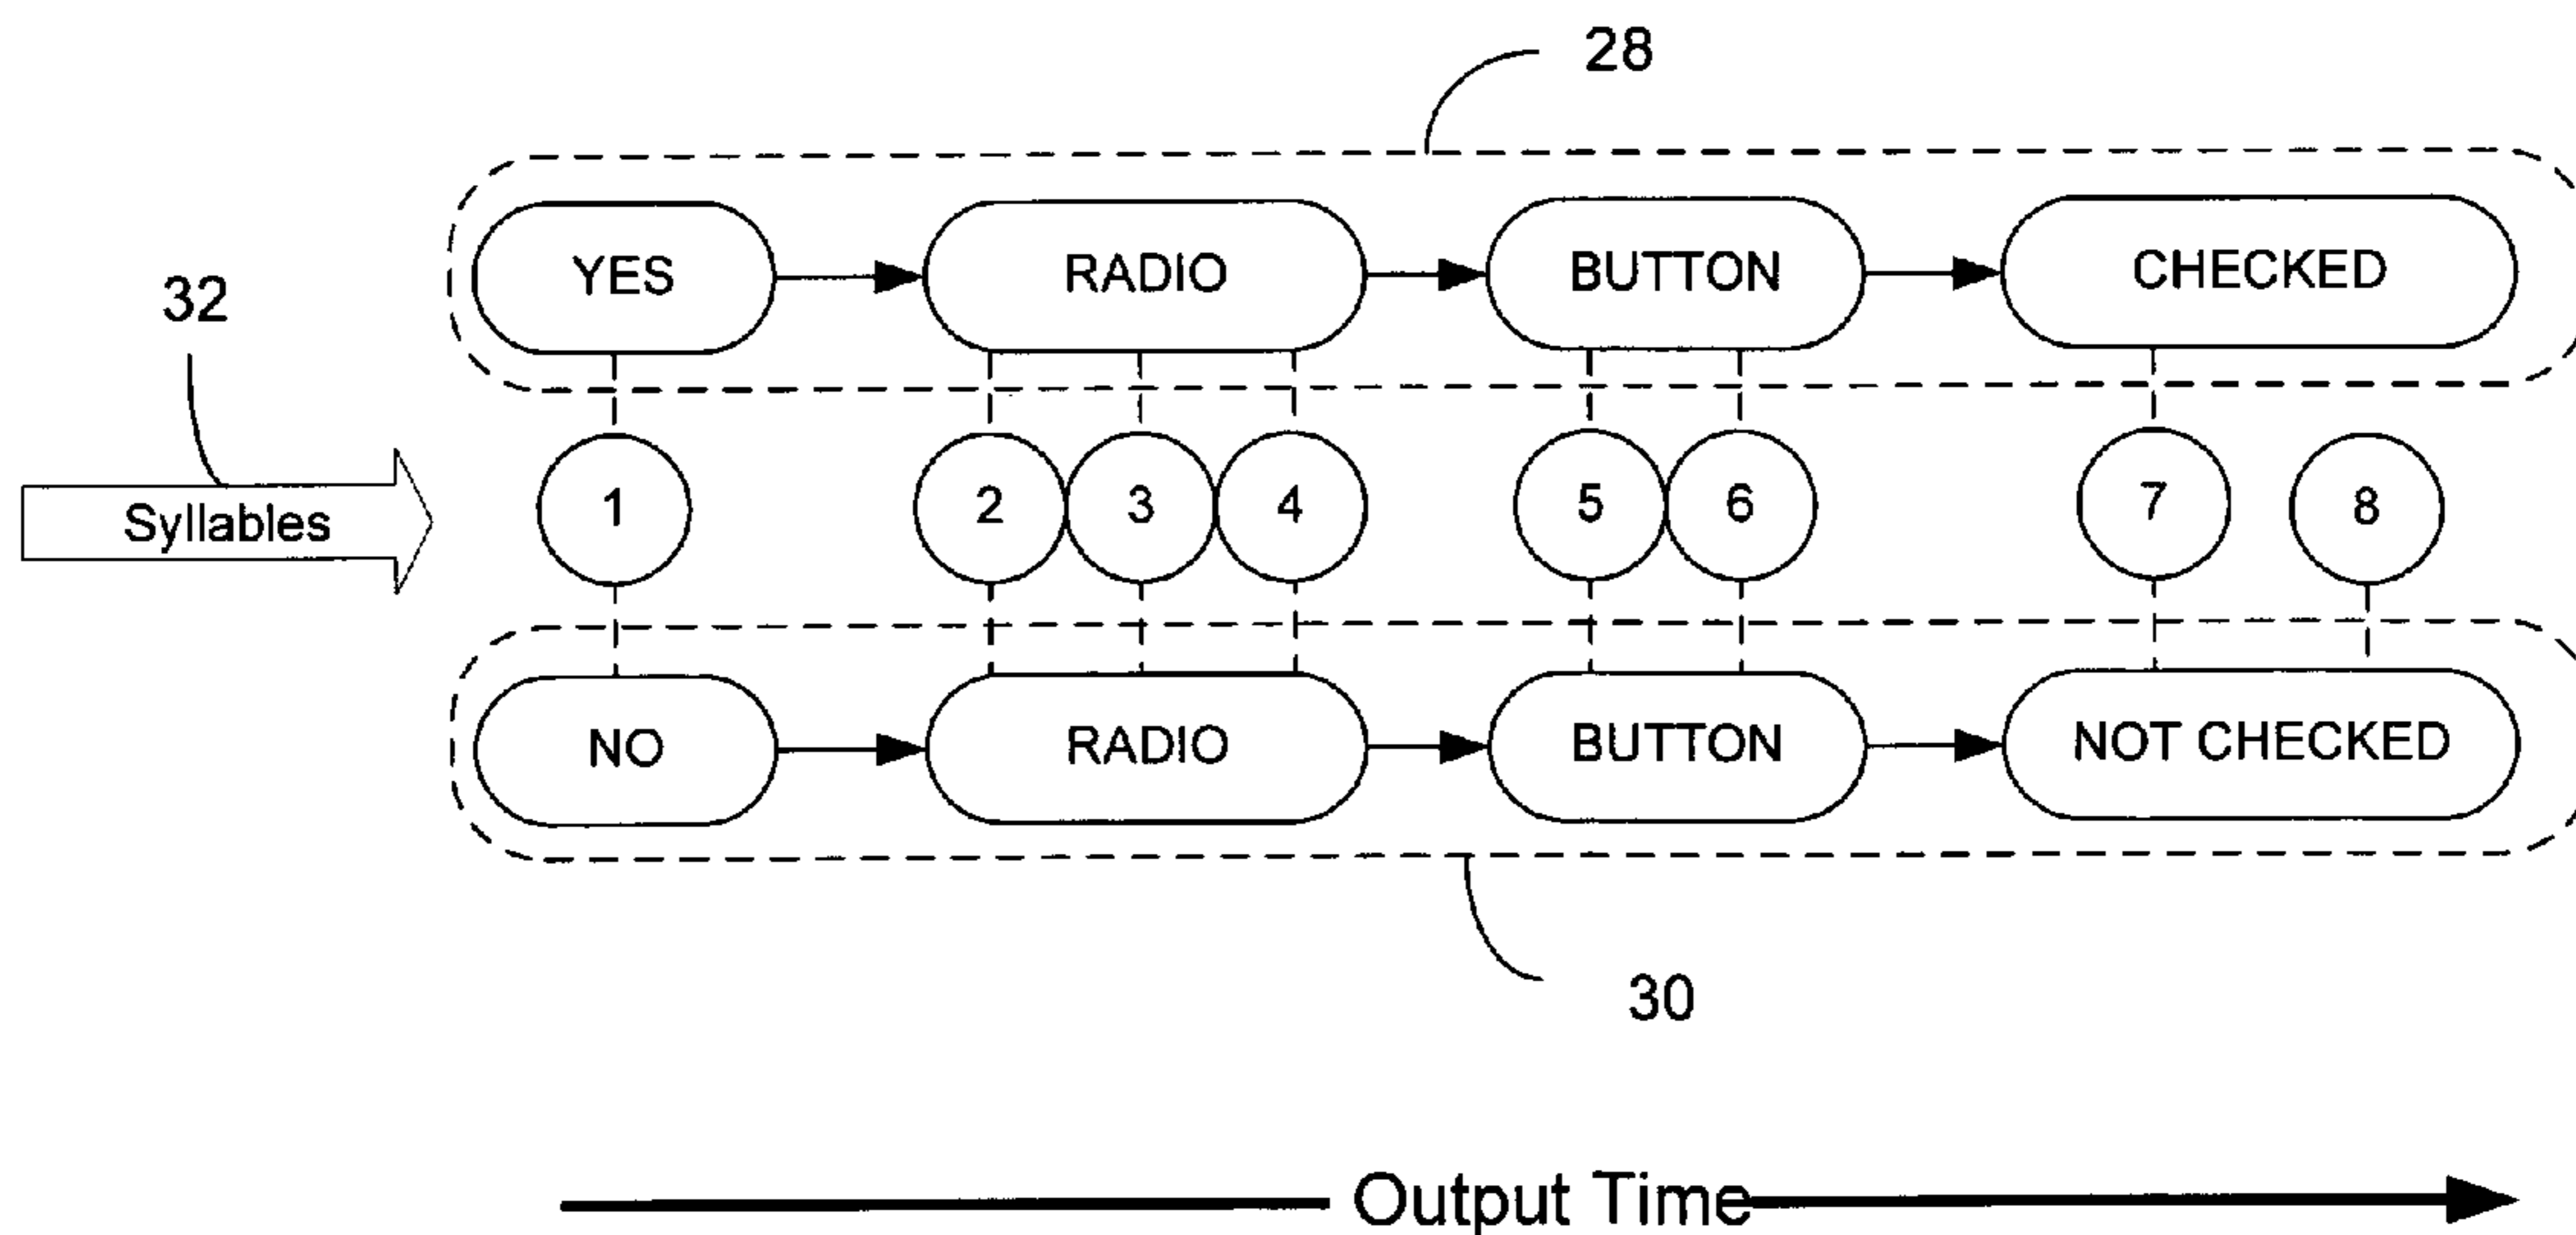 28
YES RADIO BUTTON CHECKED
32
Syllables 1 2 3 4 5 6 7 8
NO RADIO BUTTON NOT CHECKED
30
Output Time